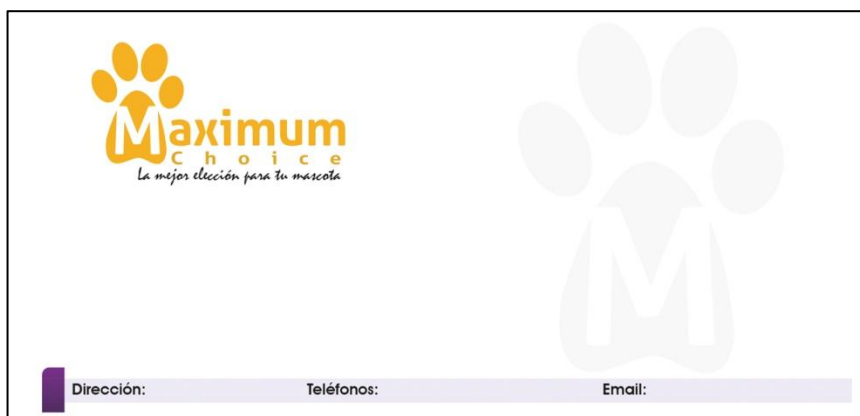 Maximum
Choice
La mejor elección para tu mascota
M
Dirección: Teléfonos: Email: